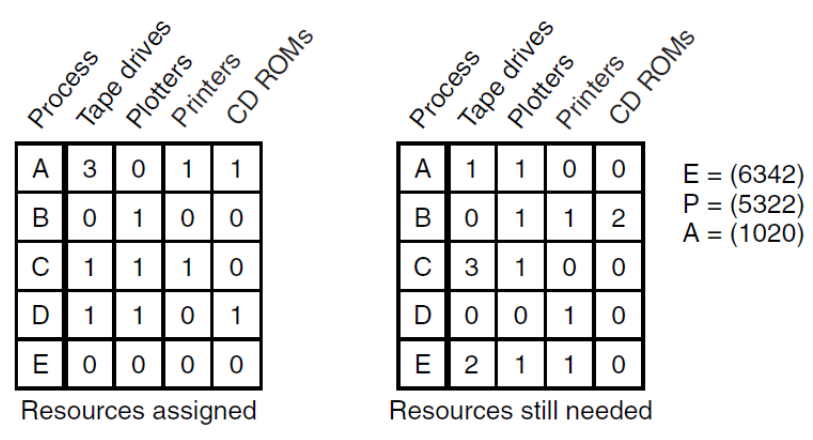 Process Tape drives Plotters Printers CD ROMs
A 3 0 1 1
B 0 1 0 0
C 1 1 1 0
D 1 1 0 1
E 0 0 0 0
Resources assigned
Process Tape drives Plotters Printers CD ROMs
A 1 1 0 0
B 0 1 1 2
C 3 1 0 0
D 0 0 1 0
E 2 1 1 0
Resources still needed
E = (6342)
P = (5322)
A = (1020)